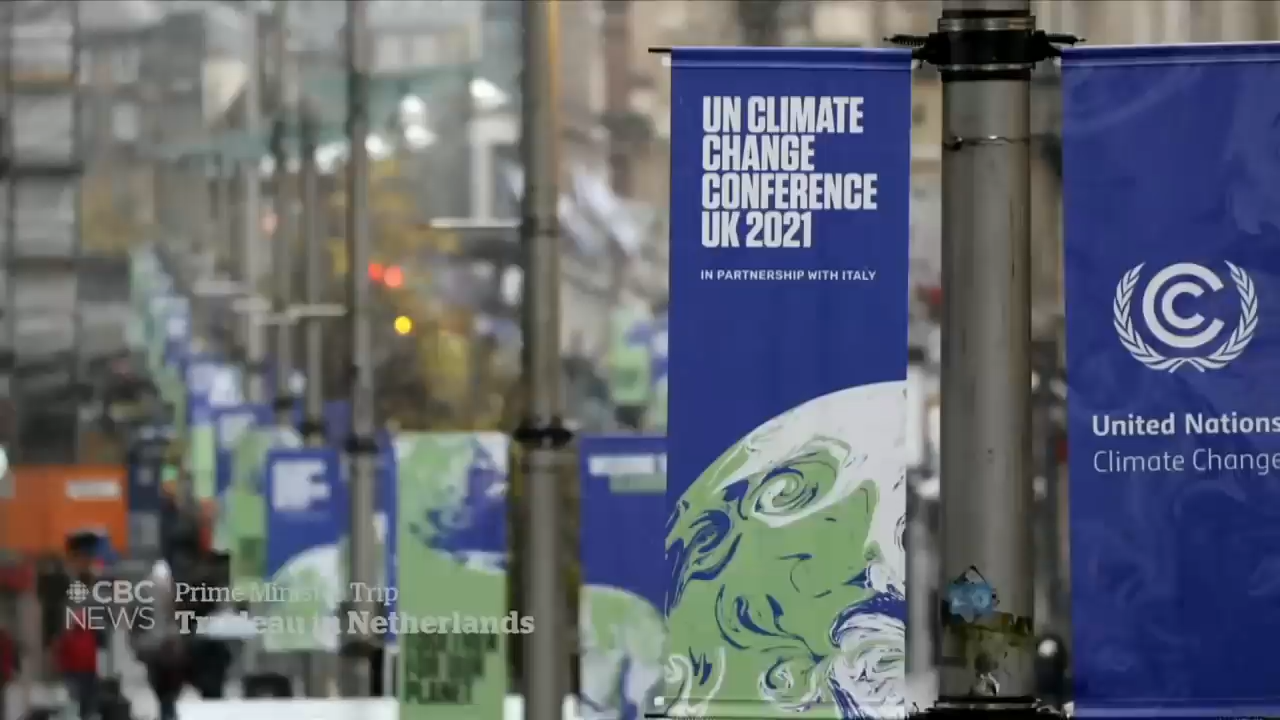 UN CLIMATE
CHANGE
CONFERENCE
UK 2021
IN PARTNERSHIP WITH ITALY
United Nations
Climate Change
CBC
NEWS
Prime Minister Trip
Trudeau in Netherlands
PLANET